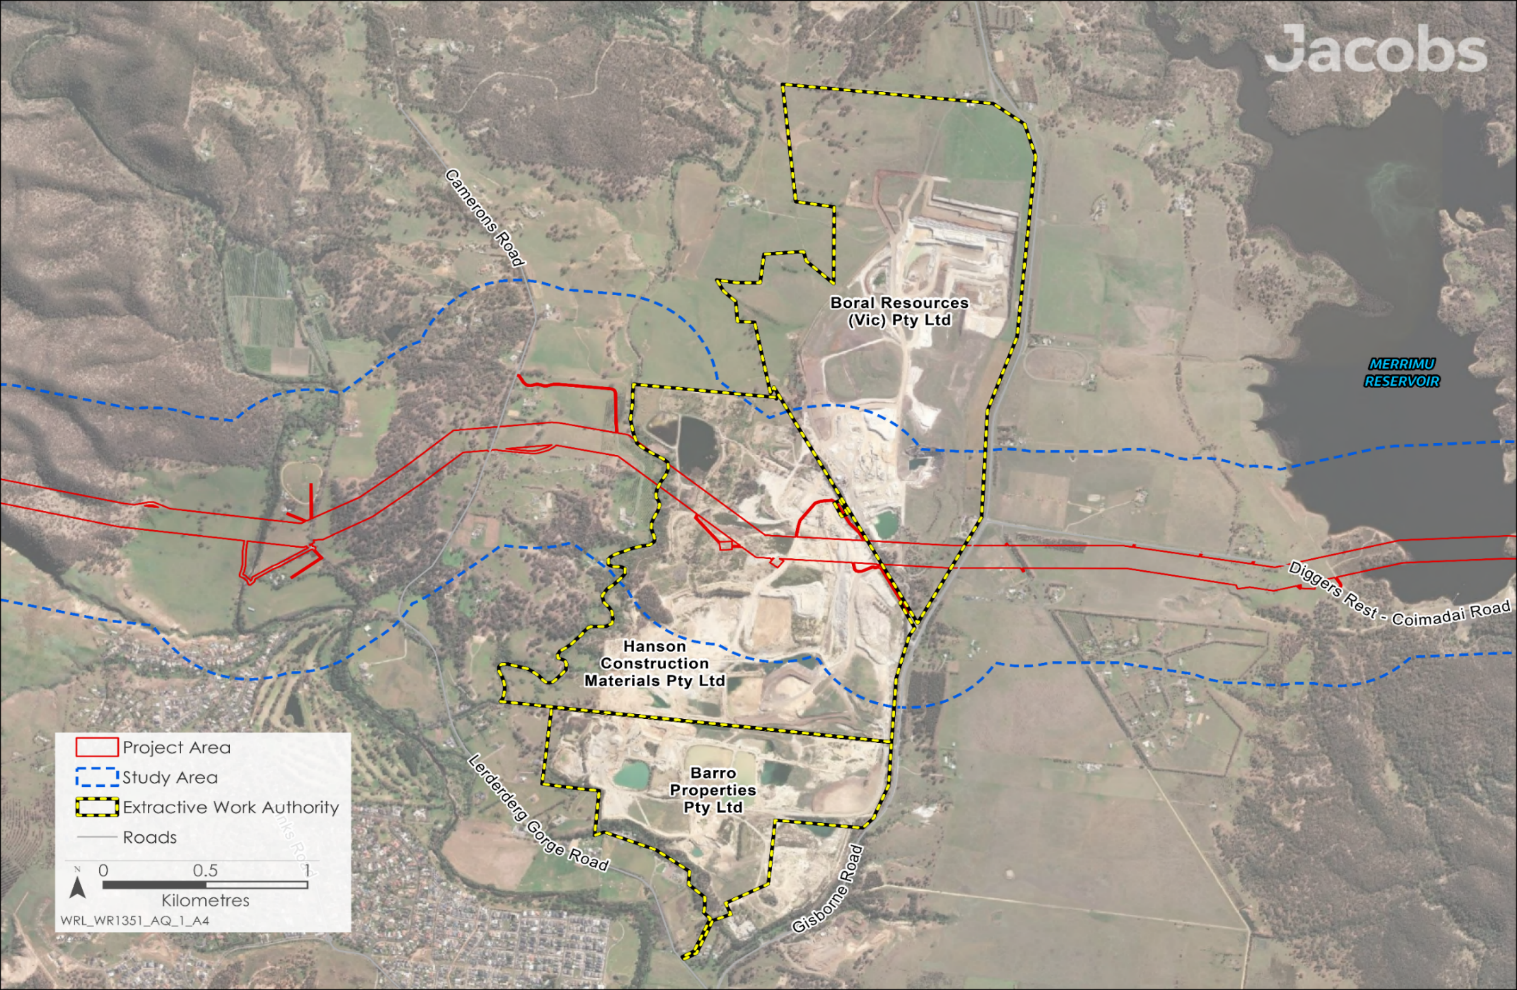 Jacobs
Camerons Road
Boral Resources
(Vic) Pty Ltd
MERRIMU
RESERVOIR
Diggers Rest - Coimadai Road
Hanson
Construction
Materials Pty Ltd
Barro
Properties
Pty Ltd
Lerderderg Gorge Road
Gisborne Road
Project Area
Study Area
Extractive Work Authority
Roads
N
0 0.5 1
Kilometres
WRL_WR1351_AQ_1_A4